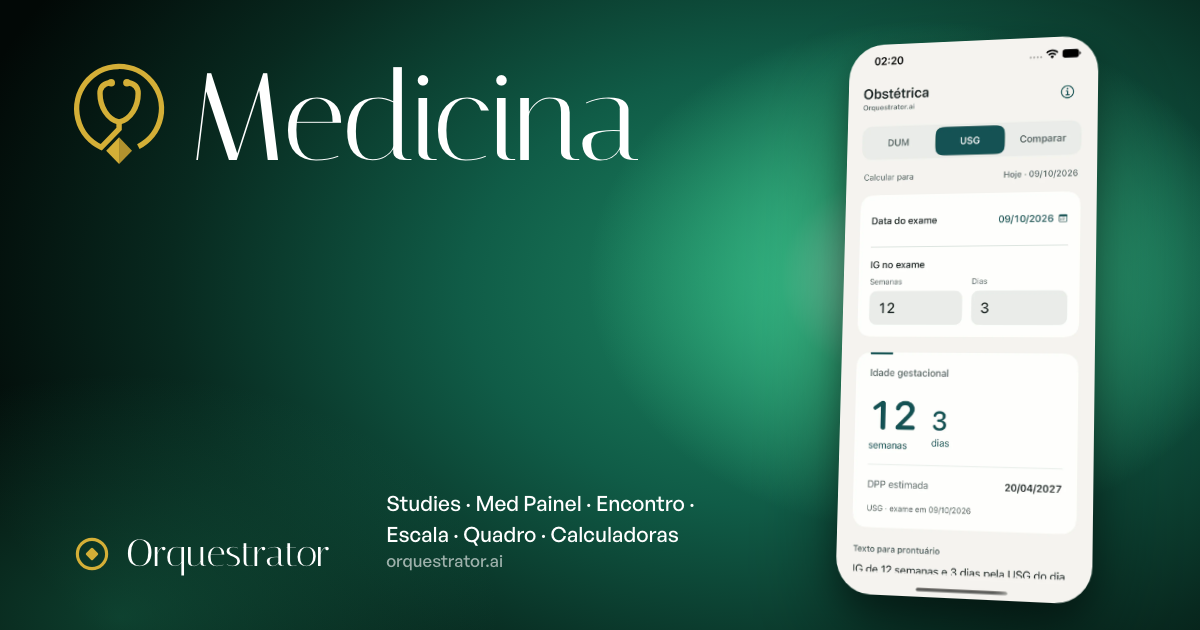 Medicina
Orquestrator
Studies · Med Painel · Encontro ·
Escala · Quadro · Calculadoras
orquestrator.ai
02:20
Obstétrica
Orquestrator.ai
DUM USG Comparar
Calcular para Hoje · 09/10/2026
Data do exame 09/10/2026
IG no exame
Semanas Dias
12 3
Idade gestacional
12 3
semanas dias
DPP estimada 20/04/2027
USG · exame em 09/10/2026
Texto para prontuário
IG de 12 semanas e 3 dias pela USG do dia